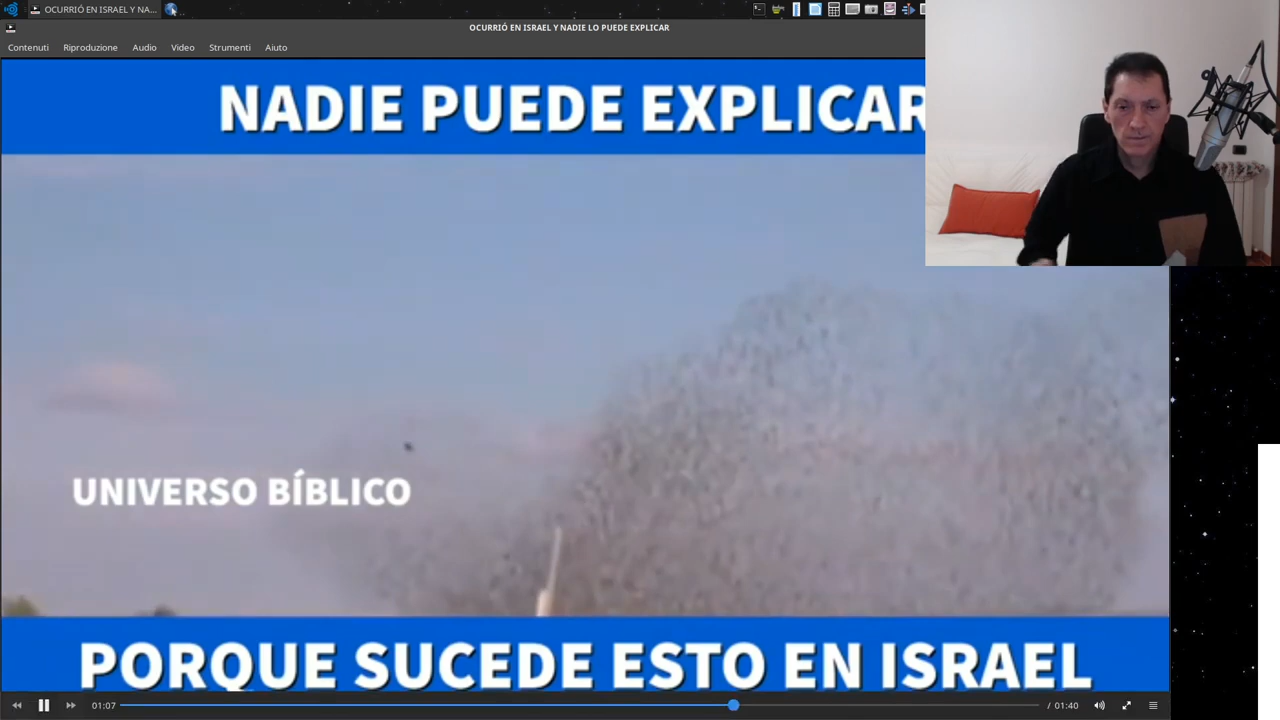 OCURRIÓ EN ISRAEL Y NA...
OCURRIÓ EN ISRAEL Y NADIE LO PUEDE EXPLICAR
Contenuti Riproduzione Audio Video Strumenti Aiuto
NADIE PUEDE EXPLICAR
UNIVERSO BÍBLICO
PORQUE SUCEDE ESTO EN ISRAEL
01:07 / 01:40